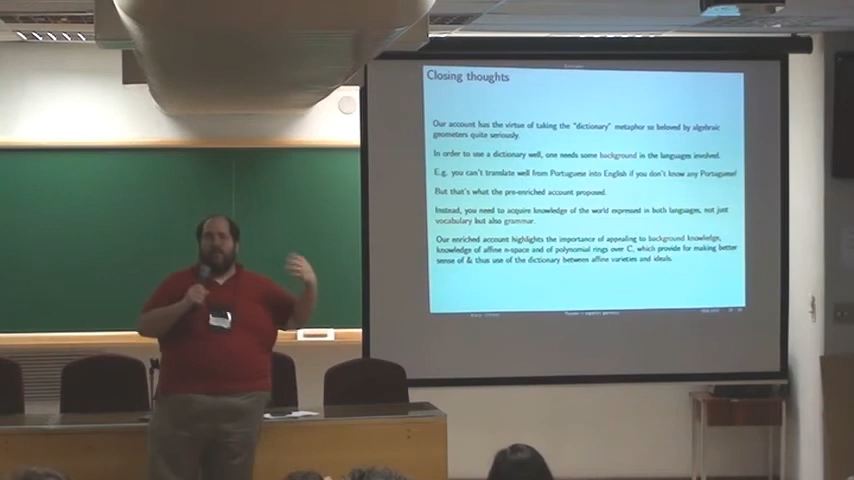 Closing thoughts
Our account has the virtue of taking the "dictionary" metaphor so beloved by algebraic
geometers quite seriously.
In order to use a dictionary well, one needs some background in the languages involved.
E.g. you can't translate well from Portuguese into English if you don't know any Portuguese!
But that's what the pre-enriched account proposed.
Instead, you need to acquire knowledge of the world expressed in both languages, not just
vocabulary but also grammar.
Our enriched account highlights the importance of appealing to background knowledge,
knowledge of affine n-space and of polynomial rings over C, which provide for making better
sense of & thus use of the dictionary between affine varieties and ideals.